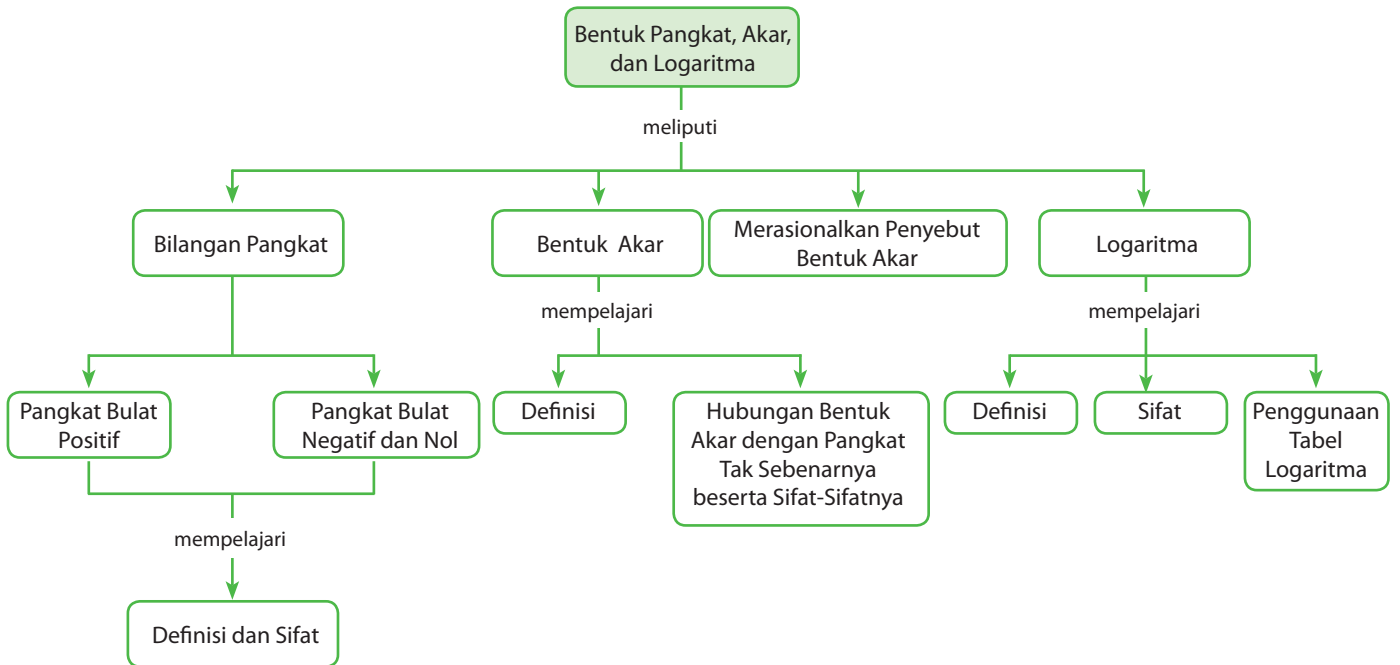 Bentuk Pangkat, Akar,
dan Logaritma
meliputi
Bilangan Pangkat
Bentuk Akar
Merasionalkan Penyebut
Bentuk Akar
Logaritma
mempelajari
mempelajari
Pangkat Bulat
Positif
Pangkat Bulat
Negatif dan Nol
Definisi
Hubungan Bentuk
Akar dengan Pangkat
Tak Sebenarnya
beserta Sifat-Sifatnya
Definisi
Sifat
Penggunaan
Tabel
Logaritma
mempelajari
Definisi dan Sifat